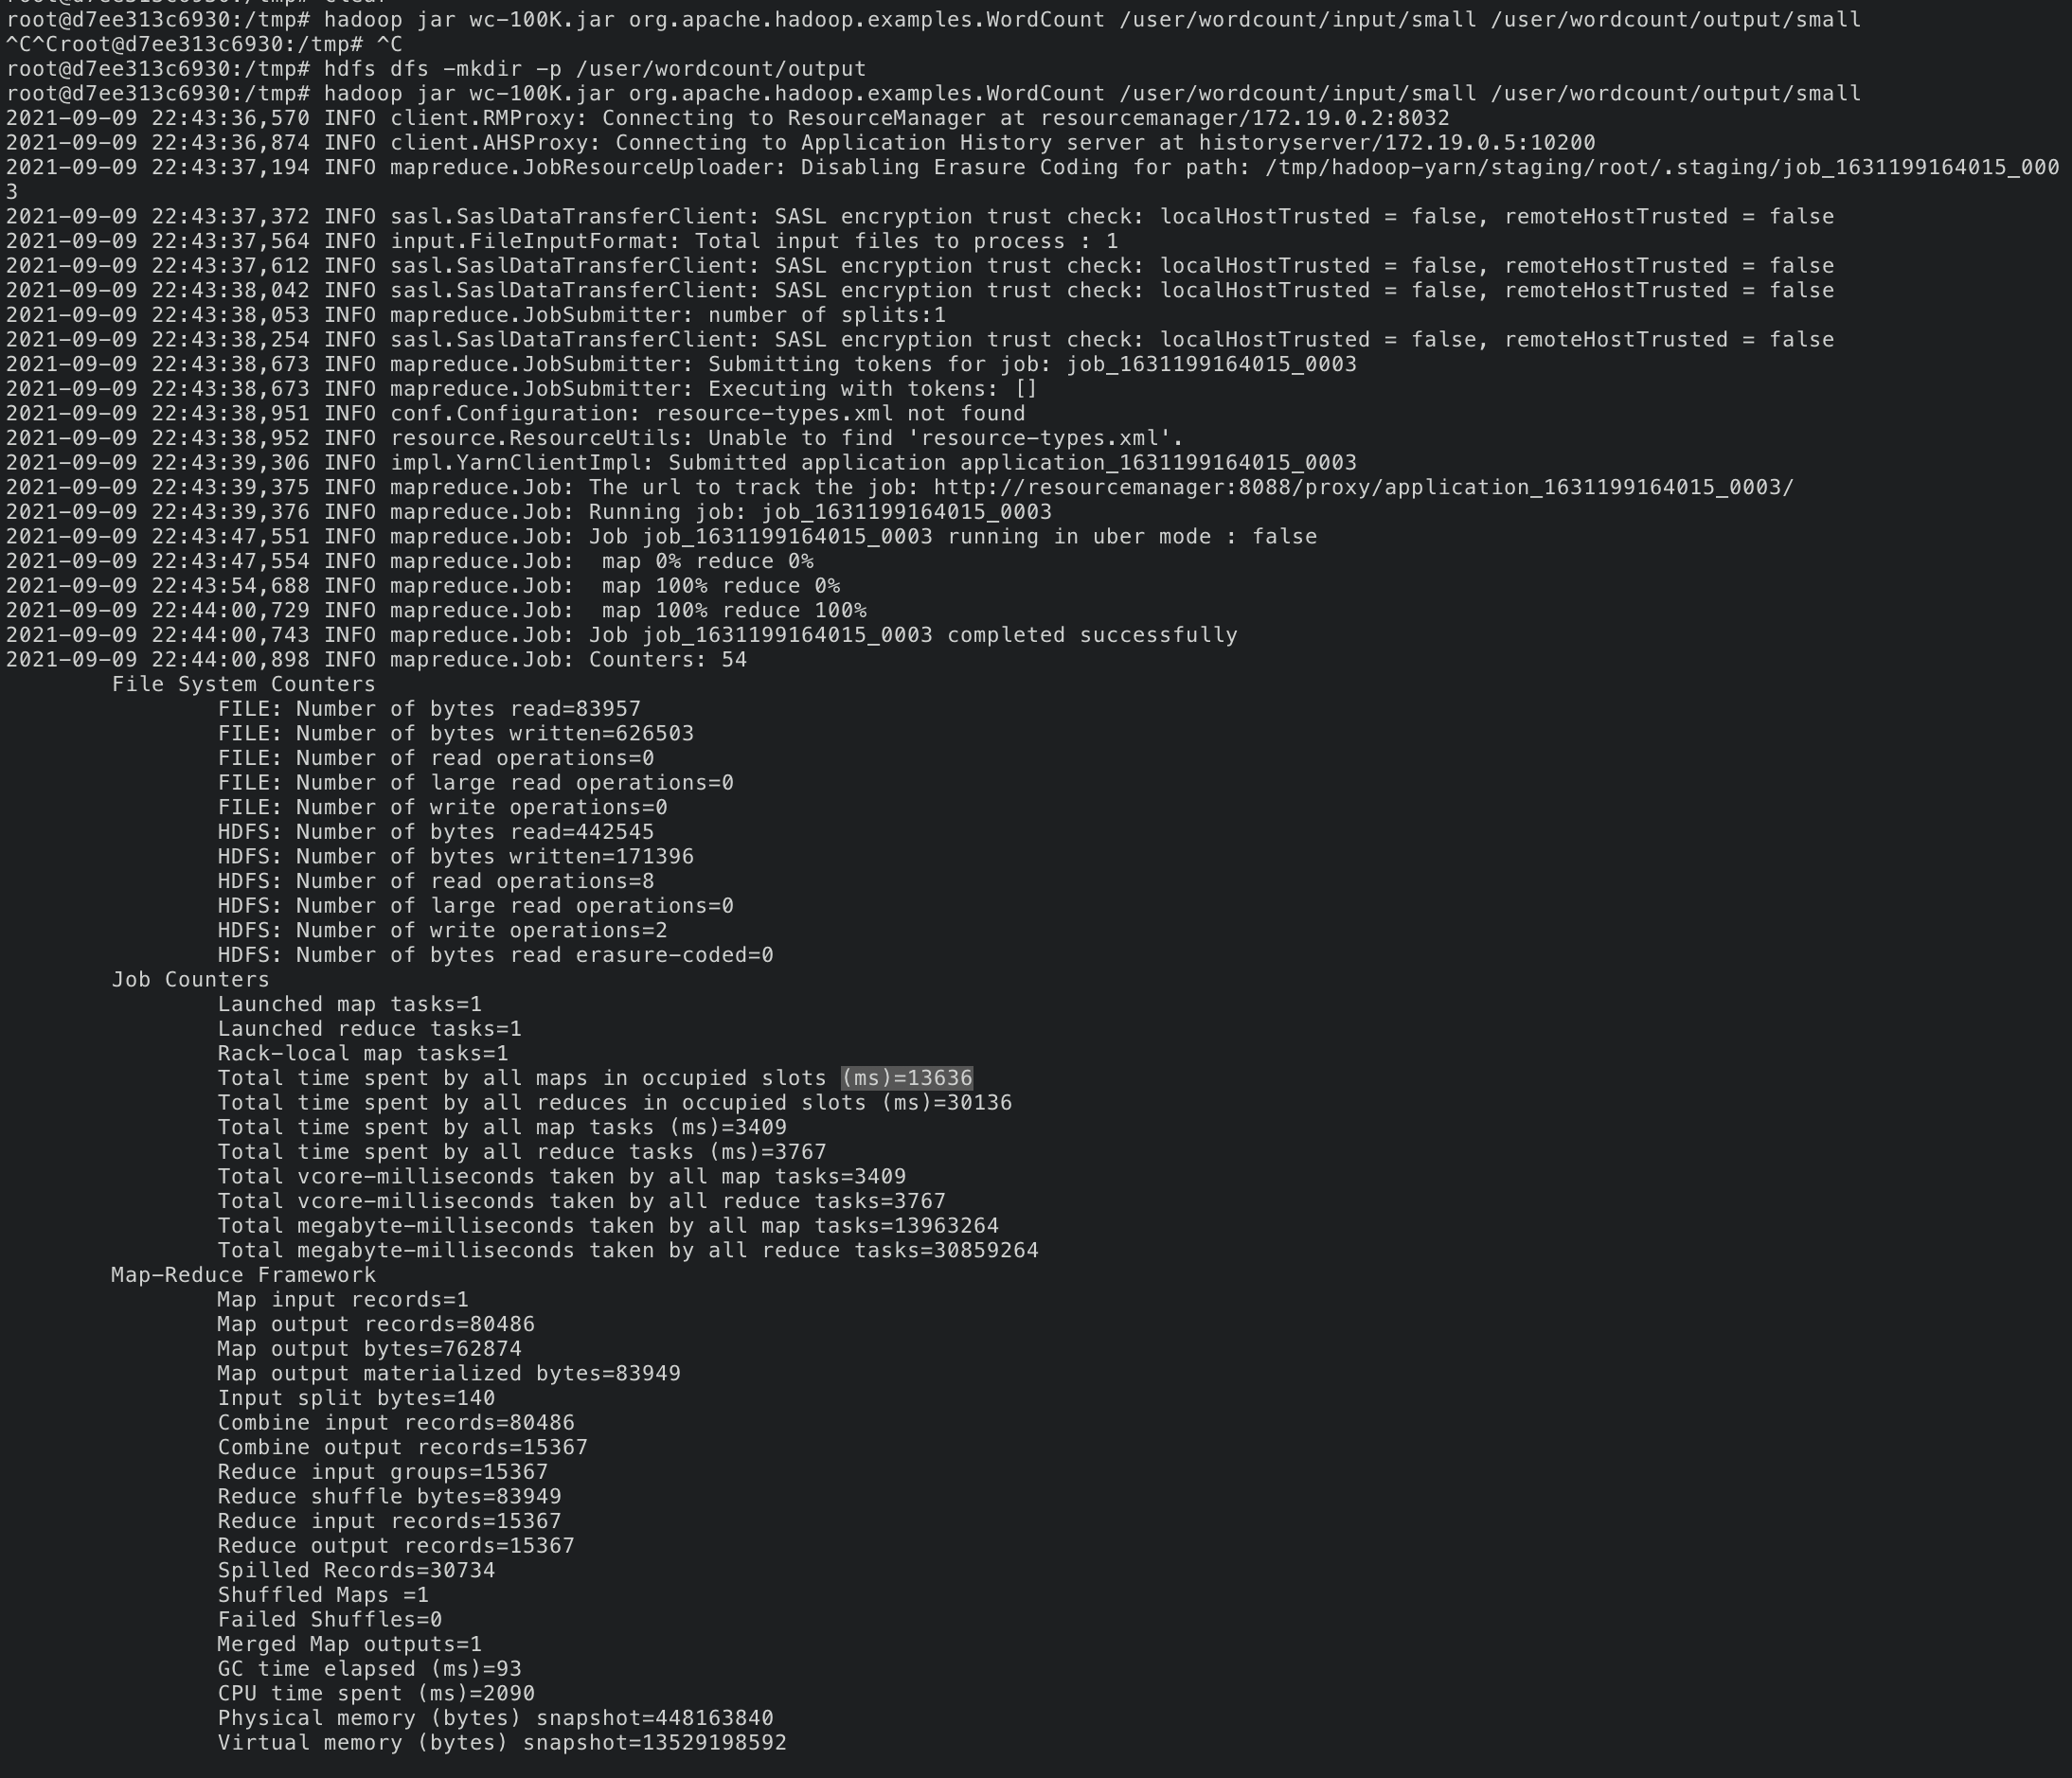 root@d7ee313c6930:/tmp# clear
root@d7ee313c6930:/tmp# hadoop jar wc-100K.jar org.apache.hadoop.examples.WordCount /user/wordcount/input/small /user/wordcount/output/small
^C^Croot@d7ee313c6930:/tmp# ^C
root@d7ee313c6930:/tmp# hdfs dfs -mkdir -p /user/wordcount/output
root@d7ee313c6930:/tmp# hadoop jar wc-100K.jar org.apache.hadoop.examples.WordCount /user/wordcount/input/small /user/wordcount/output/small
2021-09-09 22:43:36,570 INFO client.RMProxy: Connecting to ResourceManager at resourcemanager/172.19.0.2:8032
2021-09-09 22:43:36,874 INFO client.AHSProxy: Connecting to Application History server at historyserver/172.19.0.5:10200
2021-09-09 22:43:37,194 INFO mapreduce.JobResourceUploader: Disabling Erasure Coding for path: /tmp/hadoop-yarn/staging/root/.staging/job_1631199164015_000
3
2021-09-09 22:43:37,372 INFO sasl.SaslDataTransferClient: SASL encryption trust check: localHostTrusted = false, remoteHostTrusted = false
2021-09-09 22:43:37,564 INFO input.FileInputFormat: Total input files to process : 1
2021-09-09 22:43:37,612 INFO sasl.SaslDataTransferClient: SASL encryption trust check: localHostTrusted = false, remoteHostTrusted = false
2021-09-09 22:43:38,042 INFO sasl.SaslDataTransferClient: SASL encryption trust check: localHostTrusted = false, remoteHostTrusted = false
2021-09-09 22:43:38,053 INFO mapreduce.JobSubmitter: number of splits:1
2021-09-09 22:43:38,254 INFO sasl.SaslDataTransferClient: SASL encryption trust check: localHostTrusted = false, remoteHostTrusted = false
2021-09-09 22:43:38,673 INFO mapreduce.JobSubmitter: Submitting tokens for job: job_1631199164015_0003
2021-09-09 22:43:38,673 INFO mapreduce.JobSubmitter: Executing with tokens: []
2021-09-09 22:43:38,951 INFO conf.Configuration: resource-types.xml not found
2021-09-09 22:43:38,952 INFO resource.ResourceUtils: Unable to find 'resource-types.xml'.
2021-09-09 22:43:39,306 INFO impl.YarnClientImpl: Submitted application application_1631199164015_0003
2021-09-09 22:43:39,375 INFO mapreduce.Job: The url to track the job: http://resourcemanager:8088/proxy/application_1631199164015_0003/
2021-09-09 22:43:39,376 INFO mapreduce.Job: Running job: job_1631199164015_0003
2021-09-09 22:43:47,551 INFO mapreduce.Job: Job job_1631199164015_0003 running in uber mode : false
2021-09-09 22:43:47,554 INFO mapreduce.Job:  map 0% reduce 0%
2021-09-09 22:43:54,688 INFO mapreduce.Job:  map 100% reduce 0%
2021-09-09 22:44:00,729 INFO mapreduce.Job:  map 100% reduce 100%
2021-09-09 22:44:00,743 INFO mapreduce.Job: Job job_1631199164015_0003 completed successfully
2021-09-09 22:44:00,898 INFO mapreduce.Job: Counters: 54
File System Counters
FILE: Number of bytes read=83957
FILE: Number of bytes written=626503
FILE: Number of read operations=0
FILE: Number of large read operations=0
FILE: Number of write operations=0
HDFS: Number of bytes read=442545
HDFS: Number of bytes written=171396
HDFS: Number of read operations=8
HDFS: Number of large read operations=0
HDFS: Number of write operations=2
HDFS: Number of bytes read erasure-coded=0
Job Counters
Launched map tasks=1
Launched reduce tasks=1
Rack-local map tasks=1
Total time spent by all maps in occupied slots (ms)=13636
Total time spent by all reduces in occupied slots (ms)=30136
Total time spent by all map tasks (ms)=3409
Total time spent by all reduce tasks (ms)=3767
Total vcore-milliseconds taken by all map tasks=3409
Total vcore-milliseconds taken by all reduce tasks=3767
Total megabyte-milliseconds taken by all map tasks=13963264
Total megabyte-milliseconds taken by all reduce tasks=30859264
Map-Reduce Framework
Map input records=1
Map output records=80486
Map output bytes=762874
Map output materialized bytes=83949
Input split bytes=140
Combine input records=80486
Combine output records=15367
Reduce input groups=15367
Reduce shuffle bytes=83949
Reduce input records=15367
Reduce output records=15367
Spilled Records=30734
Shuffled Maps =1
Failed Shuffles=0
Merged Map outputs=1
GC time elapsed (ms)=93
CPU time spent (ms)=2090
Physical memory (bytes) snapshot=448163840
Virtual memory (bytes) snapshot=13529198592